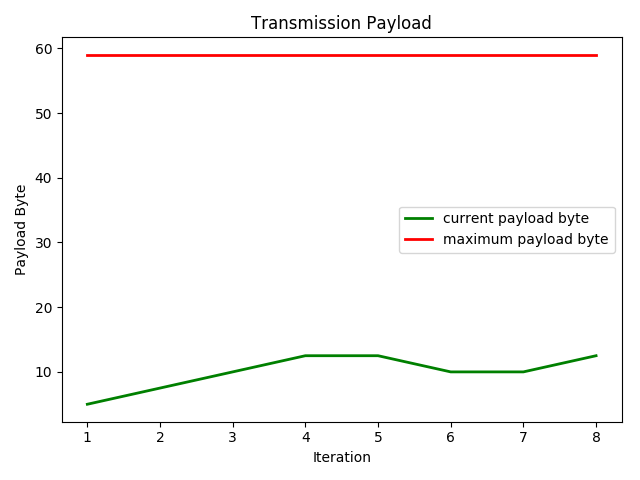 Transmission Payload
60
50
40
30
20
10
Payload Byte
current payload byte
maximum payload byte
1 2 3 4 5 6 7 8
Iteration